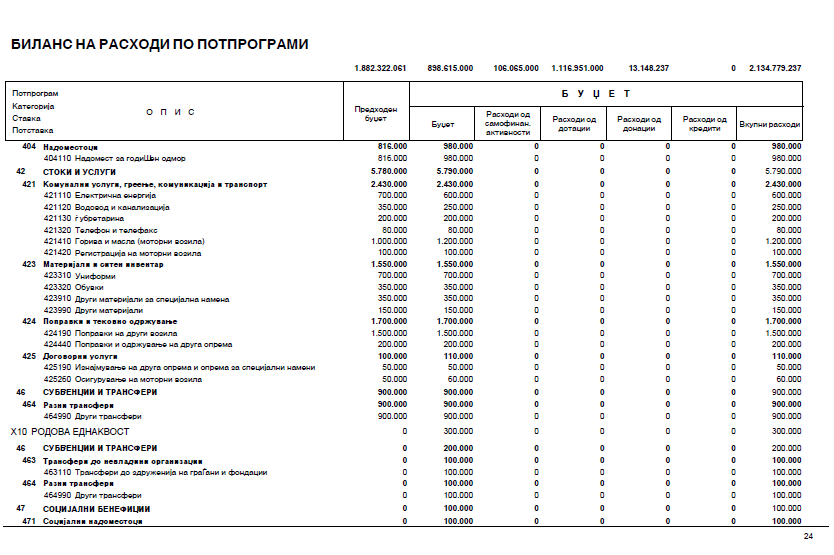 БИЛАНС НА РАСХОДИ ПО ПОТПРОГРАМИ
1.882.322.061 898.615.000 106.065.000 1.116.951.000 13.148.237 0 2.134.779.237
Потпрограм
Категорија
Ставка
Потставка
О П И С
Предходен буџет
Б У Џ Е Т
Буџет
Расходи од самофинан. активности
Расходи од дотации
Расходи од донации
Расходи од кредити
Вкупни расходи
404 Надоместоци 816.000 980.000 0 0 0 0 980.000
404110 Надомест за годишен одмор 816.000 980.000 0 0 0 0 980.000
42 СТОКИ И УСЛУГИ 5.780.000 5.790.000 0 0 0 0 5.790.000
421 Комунални услуги, греење, комуникација и транспорт 2.430.000 2.430.000 0 0 0 0 2.430.000
421110 Електрична енергија 700.000 600.000 0 0 0 0 600.000
421120 Водовод и канализација 350.000 250.000 0 0 0 0 250.000
421130 ѓубретарина 200.000 200.000 0 0 0 0 200.000
421320 Телефон и телефакс 80.000 80.000 0 0 0 0 80.000
421410 Горива и масла (моторни возила) 1.000.000 1.200.000 0 0 0 0 1.200.000
421420 Регистрација на моторни возила 100.000 100.000 0 0 0 0 100.000
423 Материјали и ситен инвентар 1.550.000 1.550.000 0 0 0 0 1.550.000
423310 Униформи 700.000 700.000 0 0 0 0 700.000
423320 Обувки 350.000 350.000 0 0 0 0 350.000
423910 Други материјали за специјална намена 350.000 350.000 0 0 0 0 350.000
423990 Други материјали 150.000 150.000 0 0 0 0 150.000
424 Поправки и тековно одржување 1.700.000 1.700.000 0 0 0 0 1.700.000
424190 Поправки на други возила 1.500.000 1.500.000 0 0 0 0 1.500.000
424440 Поправки и одржување на друга опрема 200.000 200.000 0 0 0 0 200.000
425 Договорни услуги 100.000 110.000 0 0 0 0 110.000
425190 Изнајмување на друга опрема и опрема за специјални намени 50.000 50.000 0 0 0 0 50.000
425260 Осигурување на моторни возила 50.000 60.000 0 0 0 0 60.000
46 СУБВЕНЦИИ И ТРАНСФЕРИ 900.000 900.000 0 0 0 0 900.000
464 Разни трансфери 900.000 900.000 0 0 0 0 900.000
464990 Други трансфери 900.000 900.000 0 0 0 0 900.000
X10 РОДОВА ЕДНАКВОСТ 0 300.000 0 0 0 0 300.000
46 СУБВЕНЦИИ И ТРАНСФЕРИ 0 200.000 0 0 0 0 200.000
463 Трансфери до невладини организации 0 100.000 0 0 0 0 100.000
463110 Трансфери до здруженија на граѓани и фондации 0 100.000 0 0 0 0 100.000
464 Разни трансфери 0 100.000 0 0 0 0 100.000
464990 Други трансфери 0 100.000 0 0 0 0 100.000
47 СОЦИЈАЛНИ БЕНЕФИЦИИ 0 100.000 0 0 0 0 100.000
471 Социјални надоместоци 0 100.000 0 0 0 0 100.000
24